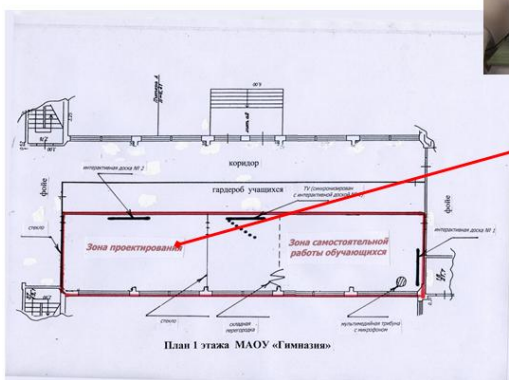 коридор
интерактивная доска № 2
гардероб учащихся
TV (синхронизирован
с интерактивной доской
фойе
фойе
стекло
Зона проектирования
Зона самостоятельной
работы обучающихся
интерактивная доска № 1
стекло
складная
перегородка
мультимедийная трибуна
с микрофоном
План 1 этажа МАОУ «Гимназия»